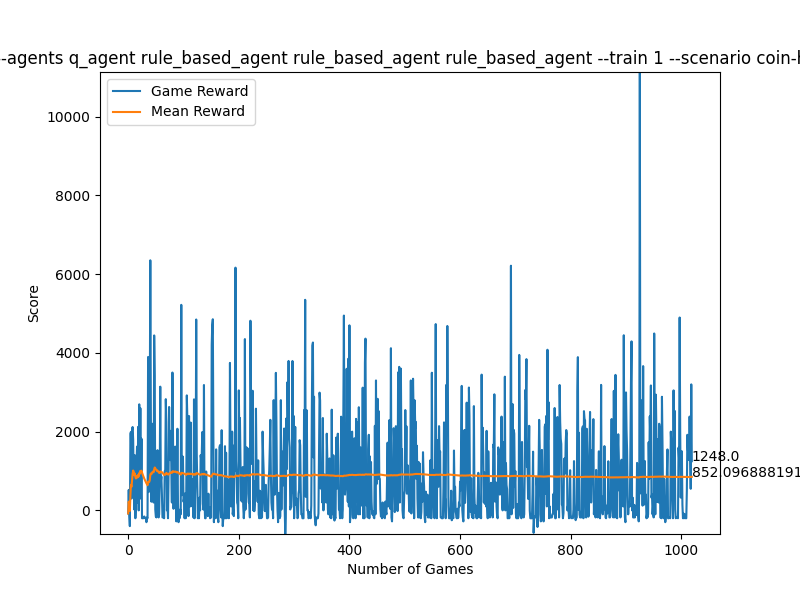 --agents q_agent rule_based_agent rule_based_agent rule_based_agent --train 1 --scenario coin-h
Game Reward
Mean Reward
10000
8000
6000
4000
2000
0
Score
1248.0
852.096888191
0
200
400
600
800
1000
Number of Games